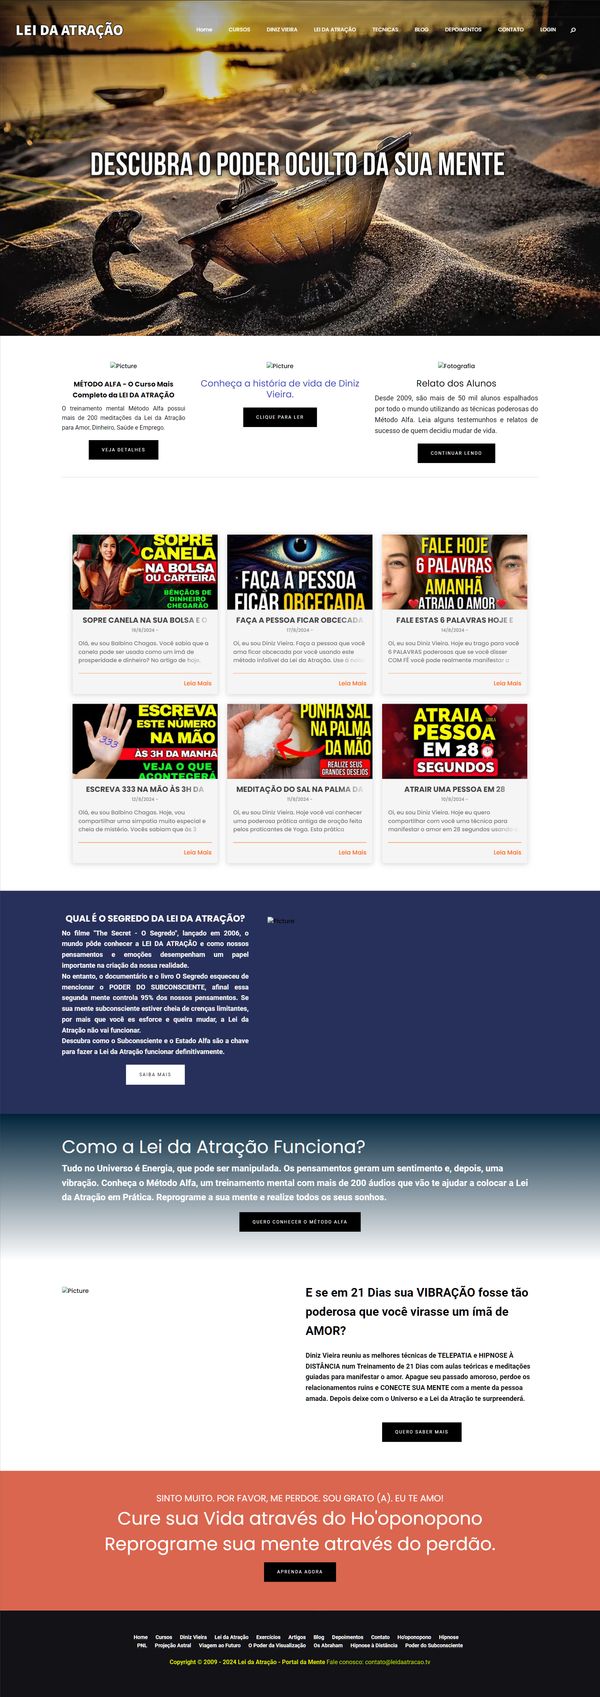 LEI DA ATRAÇÃO
Home CURSOS DINIZ VIEIRA LEI DA ATRAÇÃO TECNICAS BLOG DEPOIMENTOS CONTATO LOGIN
DESCUBRA O PODER OCULTO DA SUA MENTE
Picture
MÉTODO ALFA - O Curso Mais
Completo da LEI DA ATRAÇÃO
O treinamento mental Método Alfa possui
mais de 200 meditações da Lei da Atração
para Amor, Dinheiro, Saúde e Emprego.
VEJA DETALHES
Picture
Conheça a história de vida de Diniz
Vieira.
CLIQUE PARA LER
Fotografia
Relato dos Alunos
Desde 2009, são mais de 50 mil alunos espalhados
por todo o mundo utilizando as técnicas poderosas do
Método Alfa. Leia alguns testemunhos e relatos de
sucesso de quem decidiu mudar de vida.
CONTINUAR LENDO
SOPRE
CANELA
NA BOLSA
OU CARTEIRA
BÊNÇÃOS DE
DINHEIRO
CHEGARÃO
SOPRE CANELA NA SUA BOLSA E O
19/8/2024 -
Olá, eu sou Balbino Chagas. Você sabia que a
canela pode ser usada como um ímã de
prosperidade e dinheiro? No artigo de hoje,
Leia Mais
FAÇA A PESSOA
FICAR OBCECADA
FAÇA A PESSOA FICAR OBCECADA
17/8/2024 -
Oi, eu sou Diniz Vieira. Faça a pessoa que você
ama ficar obcecada por você usando este
método infalível da Lei da Atração. Use a
Leia Mais
FALE HOJE
6 PALAVRAS
AMANHÃ
ATRAIA O AMOR
FALE ESTAS 6 PALAVRAS HOJE E
14/8/2024 -
Oi, eu sou Diniz Vieira. Hoje eu trago para você
6 PALAVRAS poderosas que se você disser
COM FÉ você pode realmente manifestar o
Leia Mais
ESCREVA
ESTE NÚMERO
NA MÃO
333
ÀS 3H DA MANHÃ
VEJA O QUE
ACONTECERÁ
ESCREVA 333 NA MÃO ÀS 3H DA
12/8/2024 -
Olá, eu sou Balbino Chagas. Hoje, vou
compartilhar uma simpatia muito especial e
cheia de mistério. Vocês sabiam que às 3
Leia Mais
PONHA SAL
NA PALMA
DA MÃO
REALIZE SEUS
GRANDES DESEJOS
MEDITAÇÃO DO SAL NA PALMA DA
11/8/2024 -
Oi, eu sou Diniz Vieira. Hoje você vai conhecer
uma poderosa prática antiga de oração feita
pelos praticantes de Yoga. Esta prática
Leia Mais
ATRAIA
PESSOA
EM 28
SEGUNDOS
ATRAIR UMA PESSOA EM 28
10/8/2024 -
Oi, eu sou Diniz Vieira. Hoje eu quero
compartilhar com você uma técnica para
manifestar o amor em 28 segundos usando
Leia Mais
QUAL É O SEGREDO DA LEI DA ATRAÇÃO?
No filme "The Secret - O Segredo", lançado em 2006, o
mundo pôde conhecer a LEI DA ATRAÇÃO e como nossos
pensamentos e emoções desempenham um papel
importante na criação da nossa realidade.
No entanto, o documentário e o livro O Segredo esqueceu de
mencionar o PODER DO SUBCONSCIENTE, afinal essa
segunda mente controla 95% dos nossos pensamentos. Se
sua mente subconsciente estiver cheia de crenças limitantes,
por mais que você es esforce e queira mudar, a Lei da
Atração não vai funcionar.
Descubra como o Subconsciente e o Estado Alfa são a chave
para fazer a Lei da Atração funcionar definitivamente.
SAIBA MAIS
Picture
Como a Lei da Atração Funciona?
Tudo no Universo é Energia, que pode ser manipulada. Os pensamentos geram um sentimento e, depois, uma
vibração. Conheça o Método Alfa, um treinamento mental com mais de 200 áudios que vão te ajudar a colocar a Lei
da Atração em Prática. Reprograme a sua mente e realize todos os seus sonhos.
QUERO CONHECER O MÉTODO ALFA
Picture
E se em 21 Dias sua VIBRAÇÃO fosse tão
poderosa que você virasse um ímã de
AMOR?
Diniz Vieira reuniu as melhores técnicas de TELEPATIA e HIPNOSE À
DISTÂNCIA num Treinamento de 21 Dias com aulas teóricas e meditações
guiadas para manifestar o amor. Apague seu passado amoroso, perdoe os
relacionamentos ruins e CONECTE SUA MENTE com a mente da pessoa
amada. Depois deixe com o Universo e a Lei da Atração te surpreenderá.
QUERO SABER MAIS
SINTO MUITO. POR FAVOR, ME PERDOE. SOU GRATO (A). EU TE AMO!
Cure sua Vida através do Ho'oponopono
Reprograme sua mente através do perdão.
APRENDA AGORA
Home Cursos Diniz Vieira Lei da Atração Exercícios Artigos Blog Depoimentos Contato Ho'oponopono Hipnose
PNL Projeção Astral Viagem ao Futuro O Poder da Visualização Os Abraham Hipnose à Distância Poder do Subconsciente
Copyright © 2009 - 2024 Lei da Atração - Portal da Mente Fale conosco: contato@leidaatracao.tv